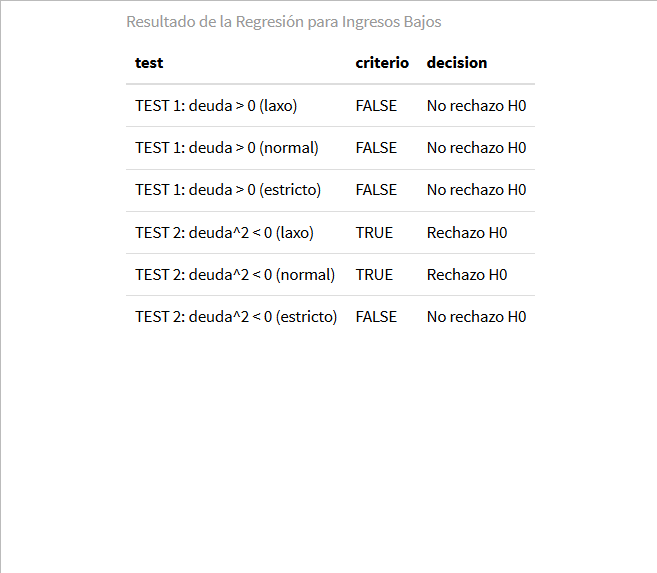 Resultado de la Regresión para Ingresos Bajos
test criterio decision
TEST 1: deuda > 0 (laxo) FALSE No rechazo H0
TEST 1: deuda > 0 (normal) FALSE No rechazo H0
TEST 1: deuda > 0 (estricto) FALSE No rechazo H0
TEST 2: deuda^2 < 0 (laxo) TRUE Rechazo H0
TEST 2: deuda^2 < 0 (normal) TRUE Rechazo H0
TEST 2: deuda^2 < 0 (estricto) FALSE No rechazo H0